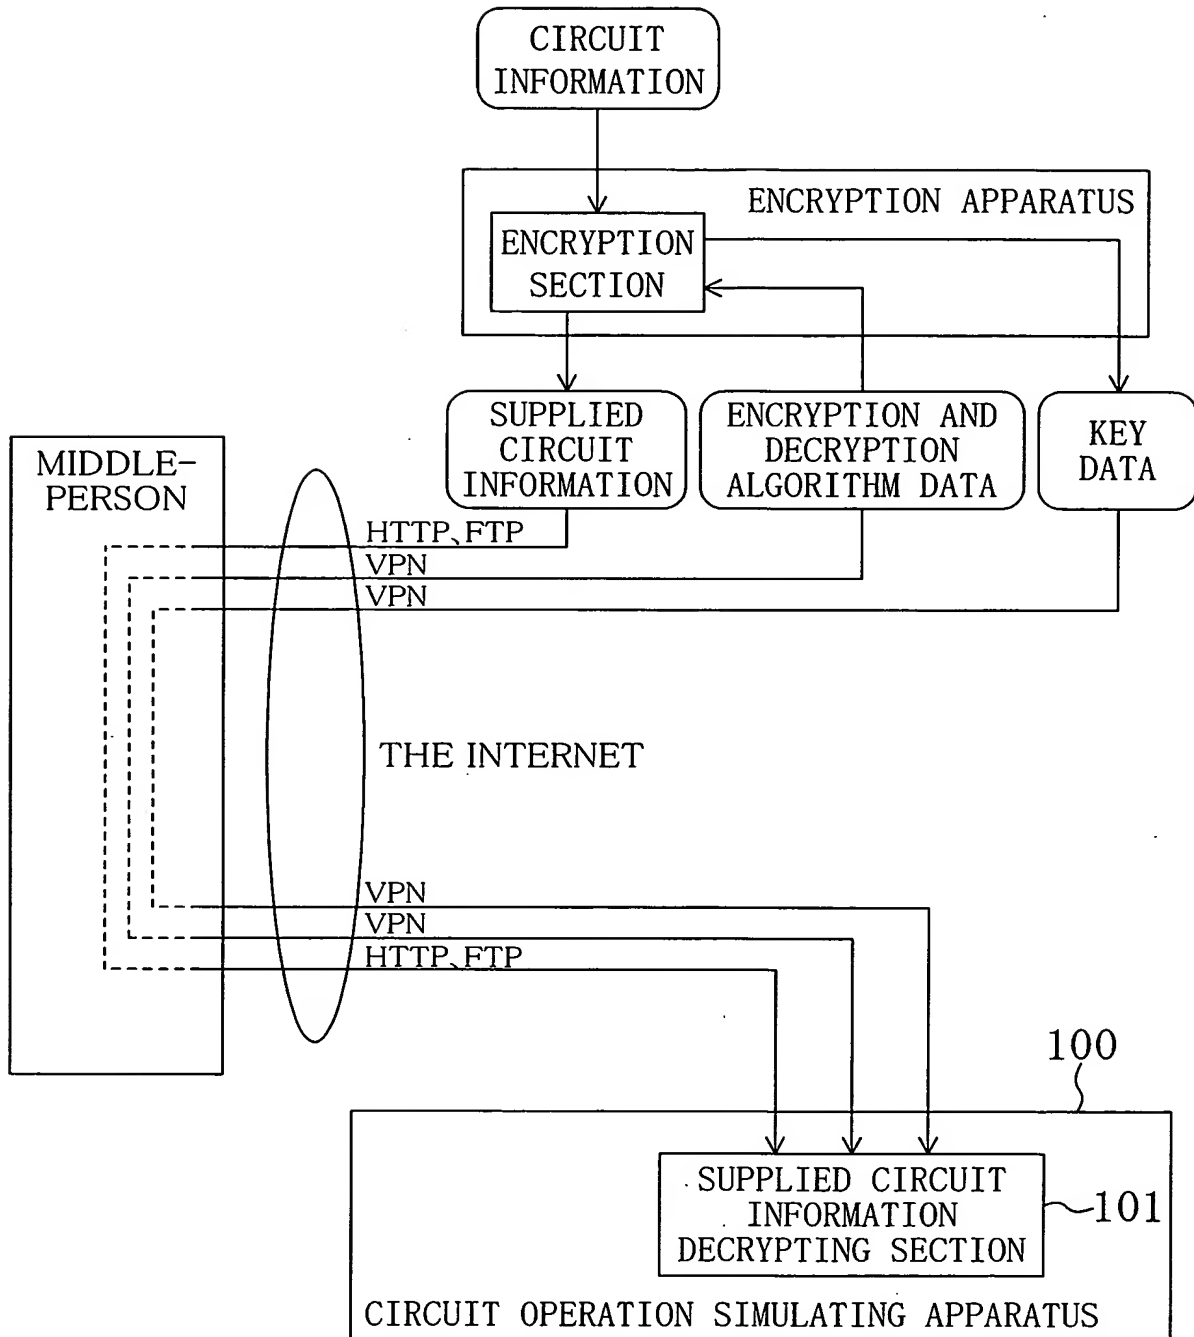 CIRCUIT
INFORMATION
ENCRYPTION APPARATUS
ENCRYPTION
SECTION
SUPPLIED
CIRCUIT
INFORMATION
ENCRYPTION AND
DECRYPTION
ALGORITHM DATA
KEY
DATA
MIDDLE-
PERSON
HTTP、FTP
VPN
VPN
THE INTERNET
VPN
VPN
HTTP、FTP
100
SUPPLIED CIRCUIT
INFORMATION
DECRYPTING SECTION
101
CIRCUIT OPERATION SIMULATING APPARATUS